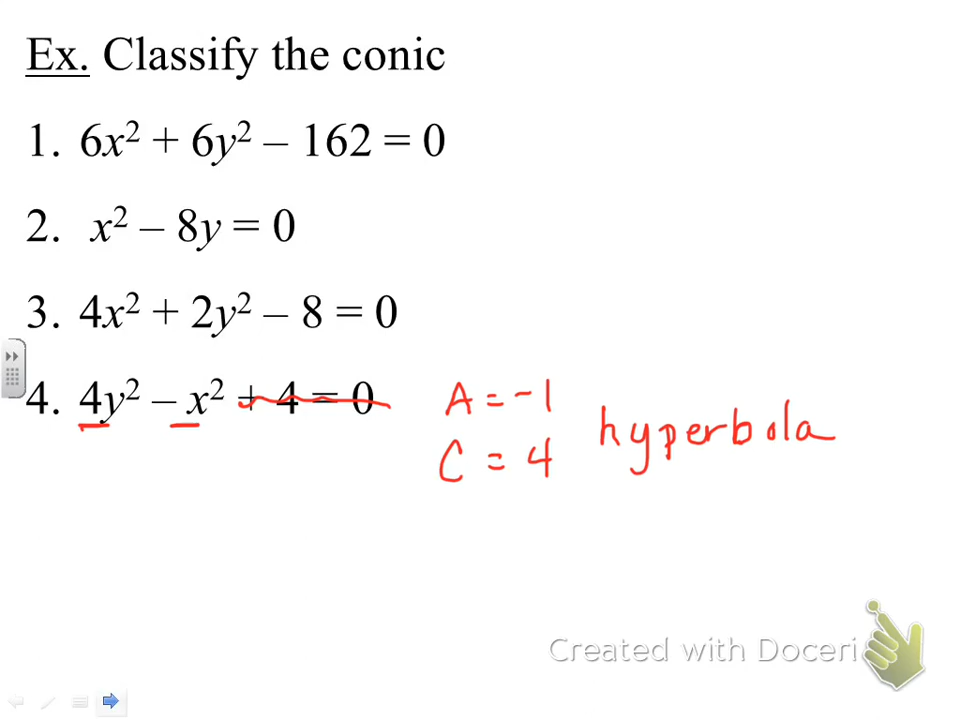 Ex. Classify the conic
1. 6x² + 6y² – 162 = 0
2. x² – 8y = 0
3. 4x² + 2y² – 8 = 0
4. 4y² – x² + 4 = 0
A = -1
C = 4
hyperbola
Created with Doceri